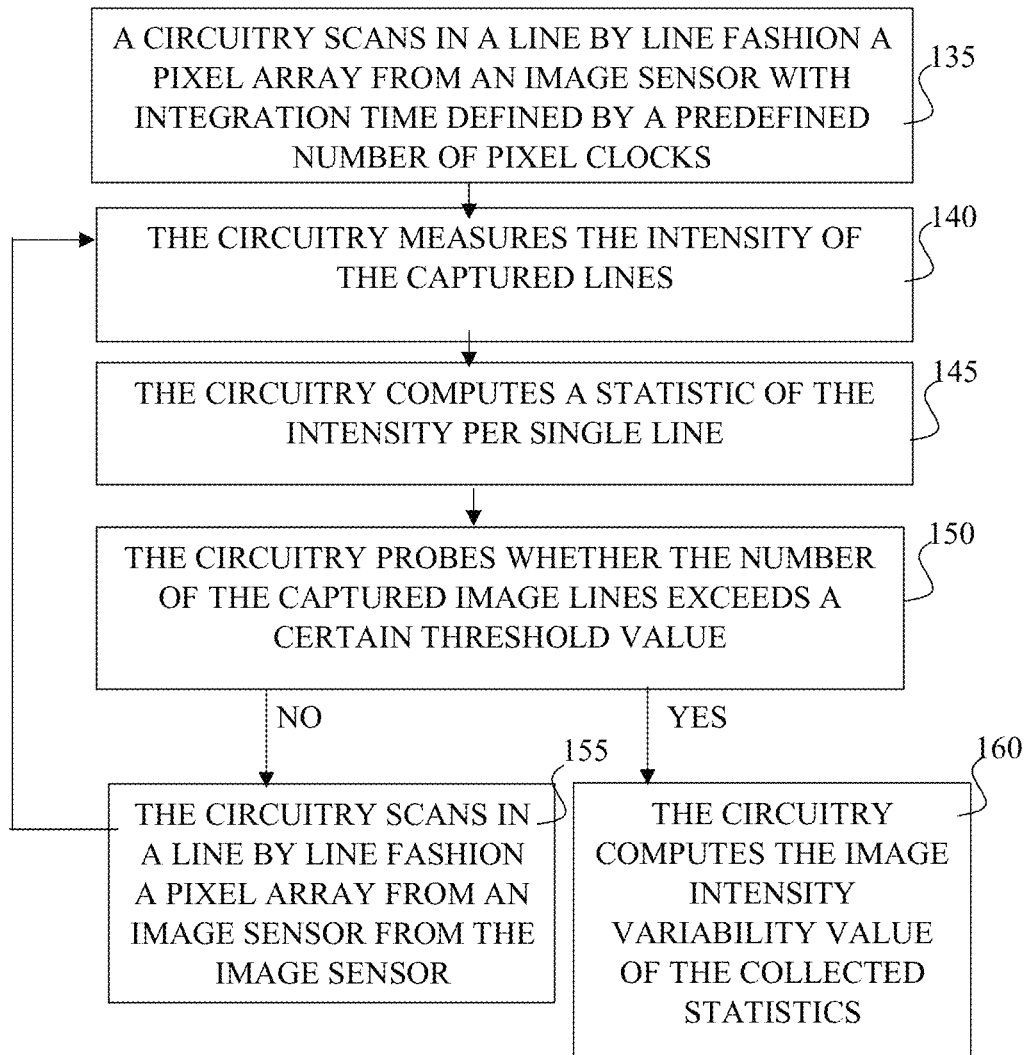 A CIRCUITRY SCANS IN A LINE BY LINE FASHION A
PIXEL ARRAY FROM AN IMAGE SENSOR WITH
INTEGRATION TIME DEFINED BY A PREDEFINED
NUMBER OF PIXEL CLOCKS
135
THE CIRCUITRY MEASURES THE INTENSITY OF
THE CAPTURED LINES
140
THE CIRCUITRY COMPUTES A STATISTIC OF THE
INTENSITY PER SINGLE LINE
145
THE CIRCUITRY PROBES WHETHER THE NUMBER
OF THE CAPTURED IMAGE LINES EXCEEDS A
CERTAIN THRESHOLD VALUE
150
NO
YES
155
THE CIRCUITRY SCANS IN
A LINE BY LINE FASHION
A PIXEL ARRAY FROM AN
IMAGE SENSOR FROM THE
IMAGE SENSOR
160
THE CIRCUITRY
COMPUTES THE IMAGE
INTENSITY
VARIABILITY VALUE
OF THE COLLECTED
STATISTICS